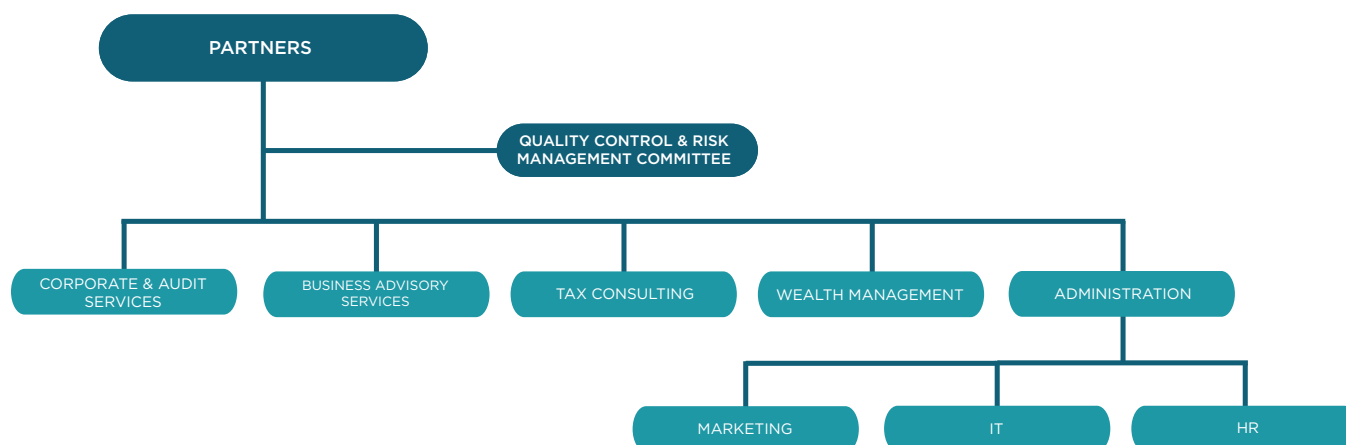 PARTNERS
QUALITY CONTROL & RISK
MANAGEMENT COMMITTEE
CORPORATE & AUDIT
SERVICES
BUSINESS ADVISORY
SERVICES
TAX CONSULTING
WEALTH MANAGEMENT
ADMINISTRATION
MARKETING
IT
HR